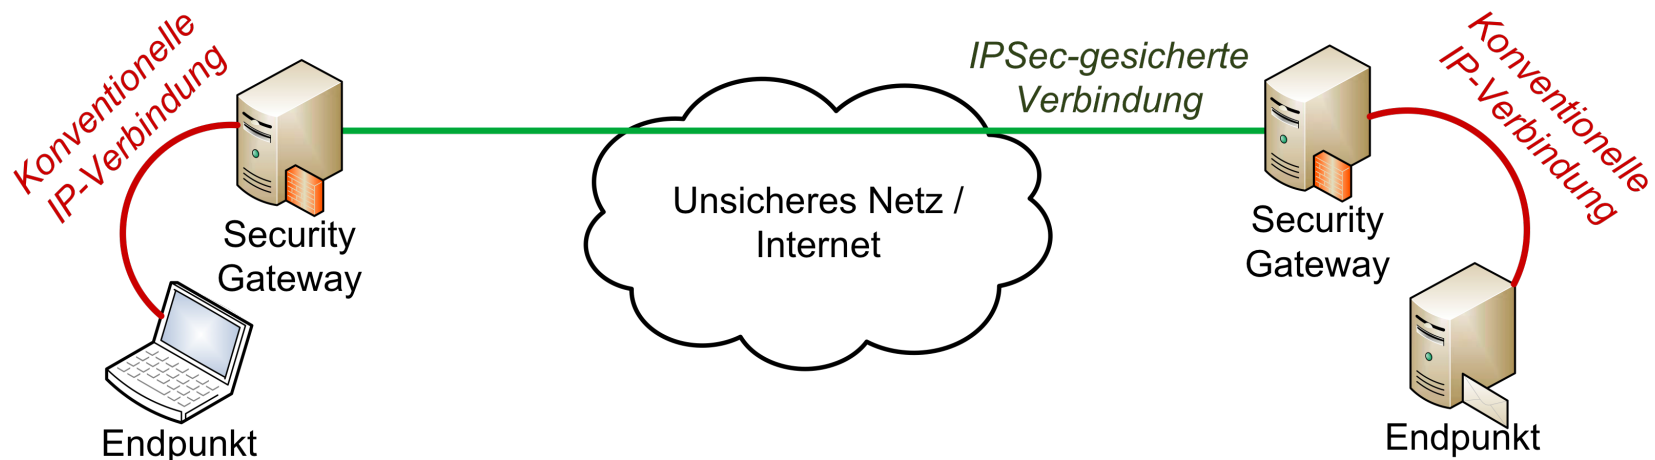 Konventionelle
IP-Verbindung
Security
Gateway
Endpunkt
Unsicheres Netz /
Internet
IPSec-gesicherte
Verbindung
Security
Gateway
Konventionelle
IP-Verbindung
Endpunkt